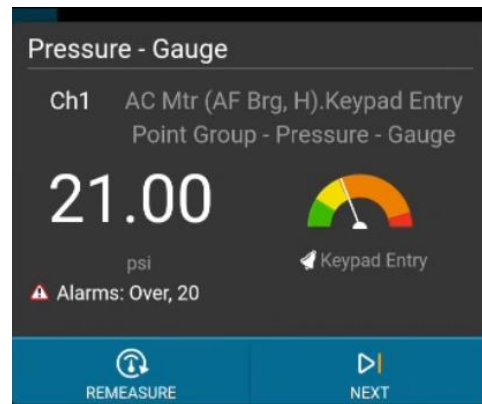 Pressure - Gauge
Ch1 AC Mtr (AF Brg, H).Keypad Entry
Point Group - Pressure - Gauge
21.00
psi
Keypad Entry
Alarms: Over, 20
REMEASURE
NEXT